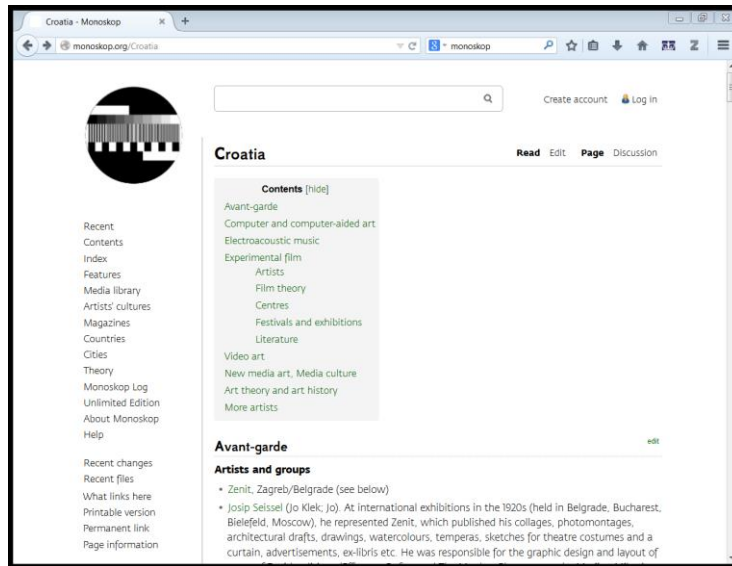 Croatia - Monoskop
monoskop.org/Croatia
monoskop
Create account Log in
Croatia
Read Edit Page Discussion
Contents [hide]
Avant-garde
Computer and computer-aided art
Electroacoustic music
Experimental film
Artists
Film theory
Centres
Festivals and exhibitions
Literature
Video art
New media art, Media culture
Art theory and art history
More artists
Recent
Contents
Index
Features
Media library
Artists' cultures
Magazines
Countries
Cities
Theory
Monoskop Log
Unlimited Edition
About Monoskop
Help
Recent changes
Recent files
What links here
Printable version
Permanent link
Page information
Avant-garde
edit
Artists and groups
• Zenit, Zagreb/Belgrade (see below)
• Josip Seissel (Jo Klek; Jo). At international exhibitions in the 1920s (held in Belgrade, Bucharest,
Bielefeld, Moscow), he represented Zenit, which published his collages, photomontages,
architectural drafts, drawings, watercolours, temperas, sketches for theatre costumes and a
curtain, advertisements, ex-libris etc. He was responsible for the graphic design and layout of